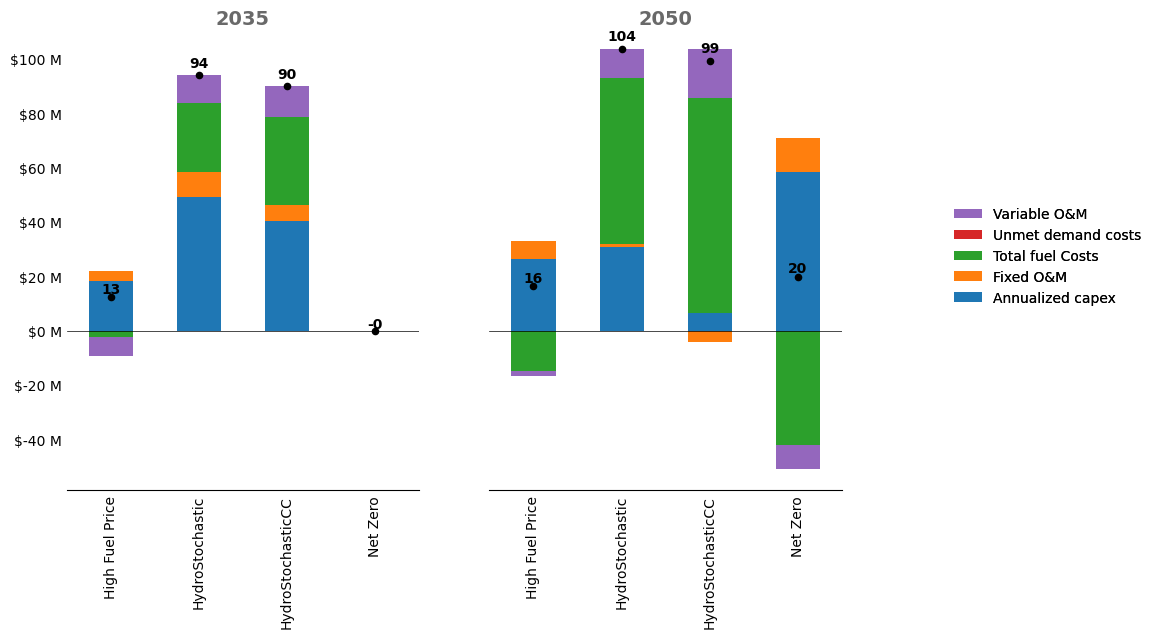 2035
2050
$100 M
$80 M
$60 M
$40 M
$20 M
$0 M
$-20 M
$-40 M
13
94
90
-0
16
104
99
20
High Fuel Price
HydroStochastic
HydroStochasticCC
Net Zero
High Fuel Price
HydroStochastic
HydroStochasticCC
Net Zero
Variable O&M
Unmet demand costs
Total fuel Costs
Fixed O&M
Annualized capex